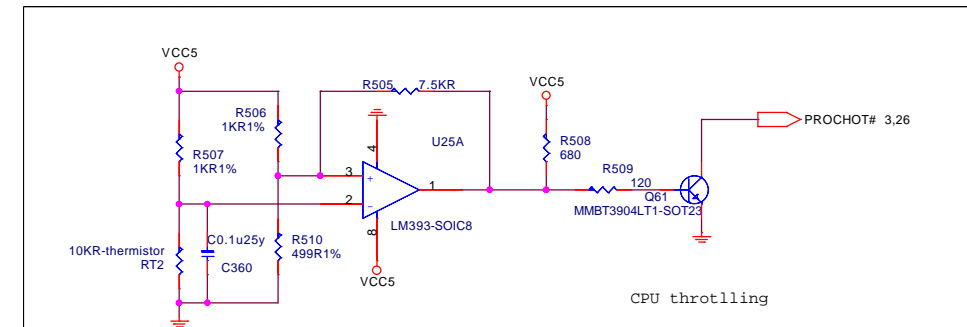 VCC5
R505 7.5KR
VCC5
R506
1KR1%
R507
1KR1%
U25A
R508
680
PROCHOT# 3,26
4
3
+
1
2
-
8
R509
120
Q61
MMBT3904LT1-SOT23
LM393-SOIC8
C0.1u25y
C360
R510
499R1%
10KR-thermistor
RT2
VCC5
CPU throtlling